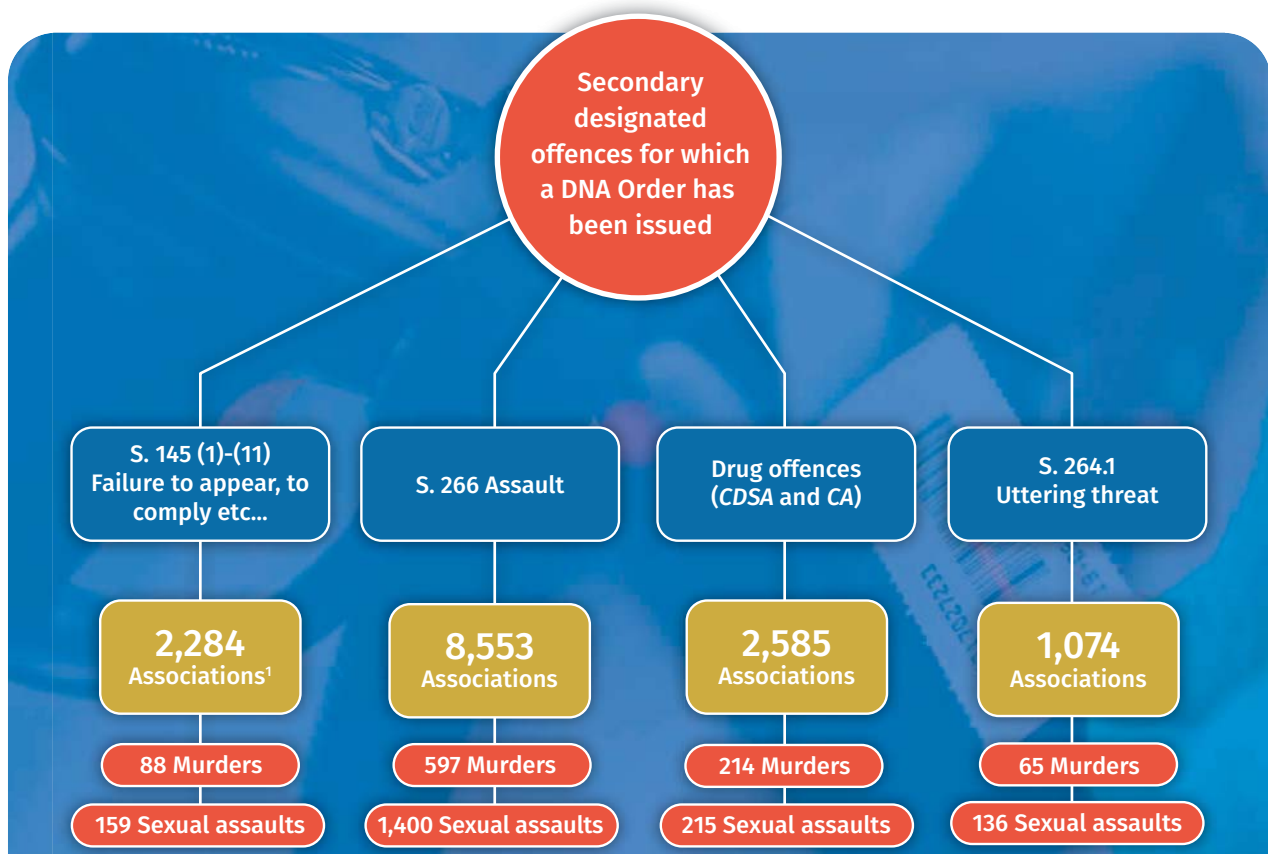 Secondary
designated
offences for which
a DNA Order has
been issued
S. 145 (1)-(11)
Failure to appear, to
comply etc...
S. 266 Assault
Drug offences
(CDSA and CA)
S. 264.1
Uttering threat
2,284
Associations¹
8,553
Associations
2,585
Associations
1,074
Associations
88 Murders
597 Murders
214 Murders
65 Murders
159 Sexual assaults
1,400 Sexual assaults
215 Sexual assaults
136 Sexual assaults